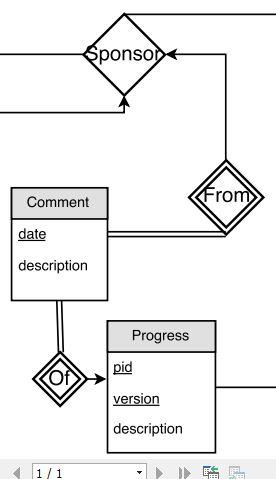 Sponsor
From
Comment
date
description
Of
Progress
pid
version
description
1 / 1